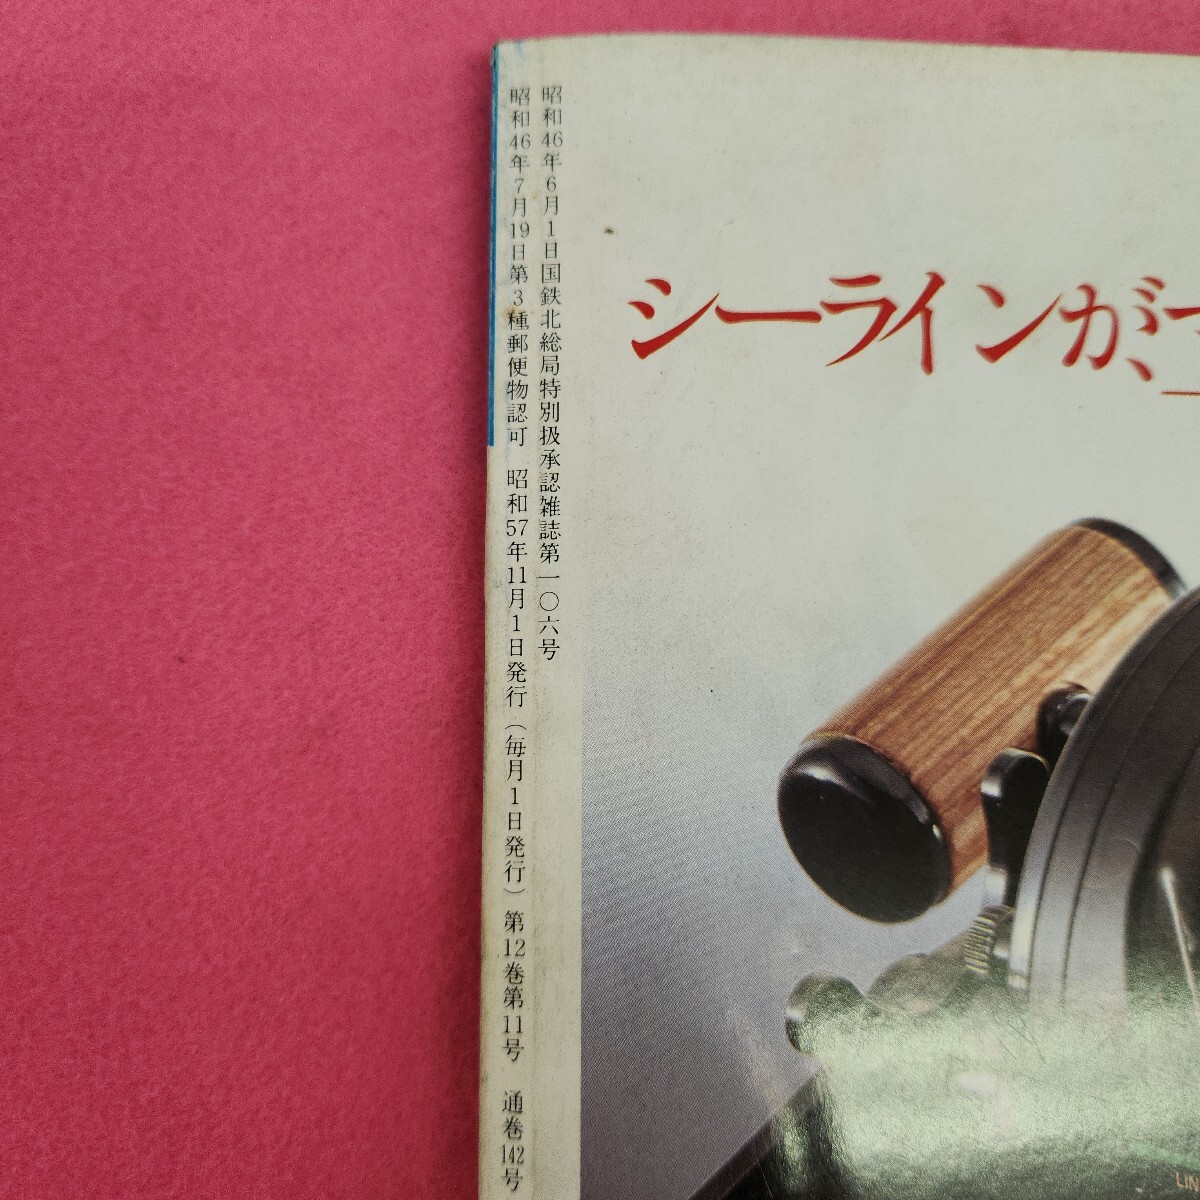 昭和46年6月1日国鉄北総局特別扱承認雑誌第一〇六号
昭和46年7月19日第3種郵便物認可　昭和57年11月1日発行（毎月1日発行）第12巻第11号　通巻142号
シーラインが、